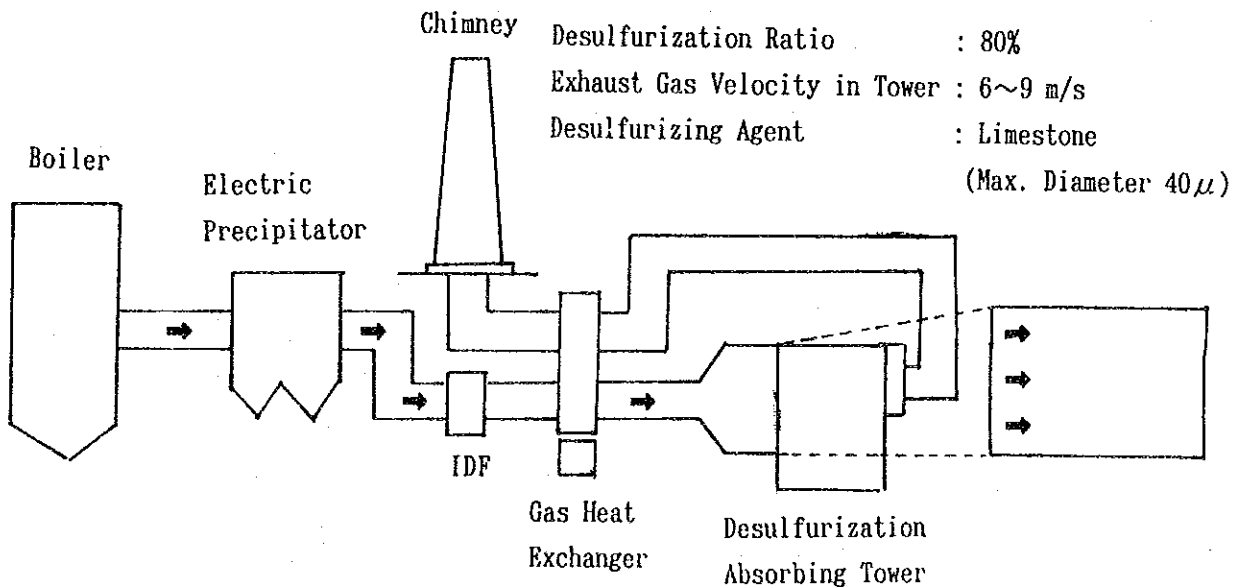 Chimney
Desulfurization Ratio : 80%
Exhaust Gas Velocity in Tower : 6~9 m/s
Desulfurizing Agent : Limestone
(Max. Diameter 40μ)
Boiler
Electric
Precipitator
IDF
Gas Heat
Exchanger
Desulfurization
Absorbing Tower